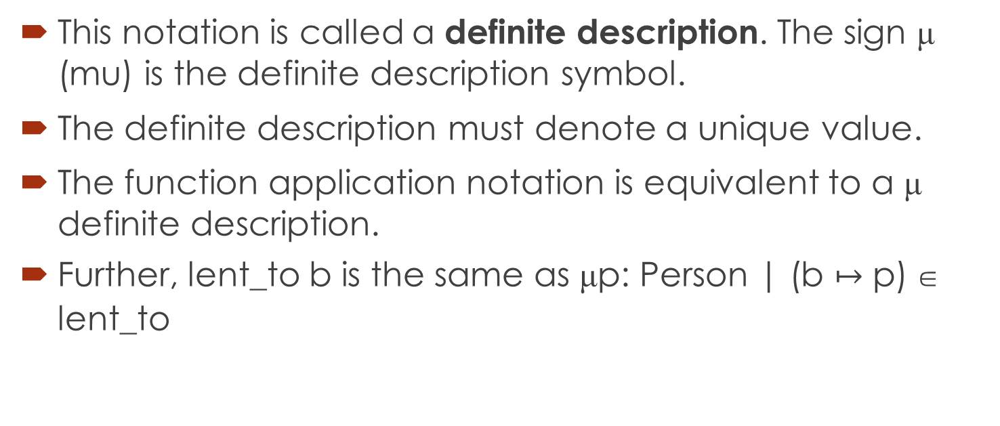 This notation is called a definite description. The sign μ
(mu) is the definite description symbol.
The definite description must denote a unique value.
The function application notation is equivalent to a μ
definite description.
Further, lent_to b is the same as μp: Person | (b ↦ p) ∈
lent_to